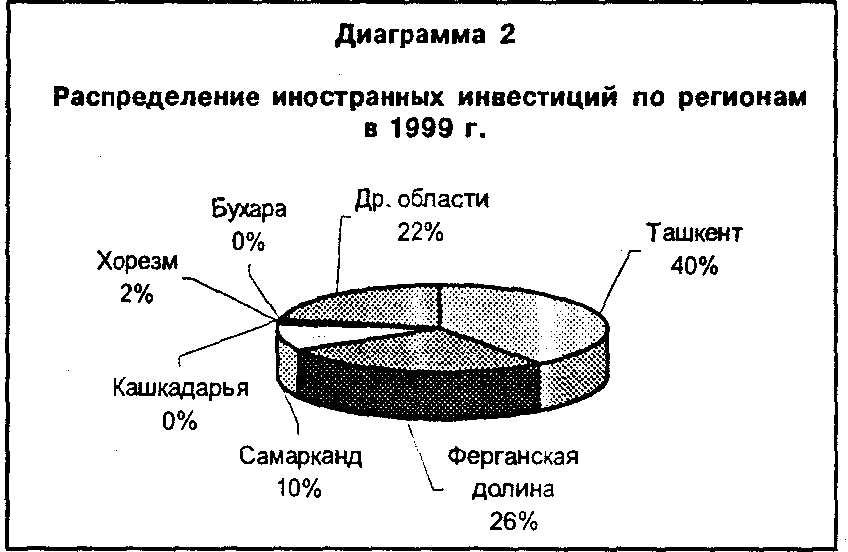 Диаграмма 2
Распределение иностранных инвестиций по регионам
в 1999 г.
Др. области
22%
Бухара
0%
Ташкент
40%
Хорезм
2%
Кашкадарья
0%
Самарканд
10%
Ферганская
долина
26%